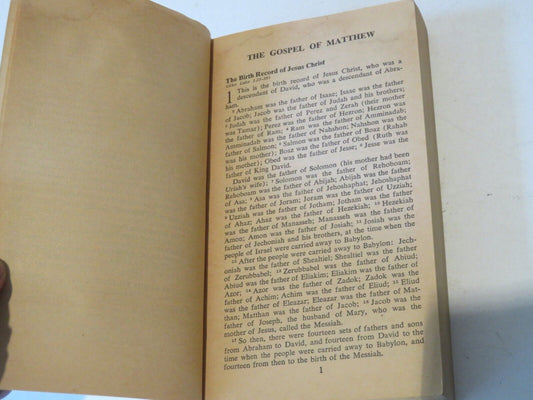 THE GOSPEL OF MATTHEW
The Birth Record of Jesus Christ
(Also Luke 3.23-38)
1 This is the birth record of Jesus Christ, who was a
descendant of David, who was a descendant of Abra-
ham.
2 Abraham was the father of Isaac; Isaac was the father
of Jacob; Jacob was the father of Judah and his brothers;
3 Judah was the father of Perez and Zerah (their mother
was Tamar); Perez was the father of Hezron; Hezron was
the father of Ram; 4 Ram was the father of Amminadab;
Amminadab was the father of Nahshon; Nahshon was the
father of Salmon; 5 Salmon was the father of Boaz (Rahab
was his mother); Boaz was the father of Obed (Ruth was
his mother); Obed was the father of Jesse; 6 Jesse was the
father of King David.
David was the father of Solomon (his mother had been
Uriah's wife); 7 Solomon was the father of Rehoboam;
Rehoboam was the father of Abijah; Abijah was the father
of Asa; 8 Asa was the father of Jehoshaphat; Jehoshaphat
was the father of Joram; Joram was the father of Uzziah;
9 Uzziah was the father of Jotham; Jotham was the father
of Ahaz; Ahaz was the father of Hezekiah; 10 Hezekiah
was the father of Manasseh; Manasseh was the father of
Amon; Amon was the father of Josiah; 11 Josiah was the
father of Jechoniah and his brothers, at the time when the
people of Israel were carried away to Babylon.
12 After the people were carried away to Babylon: Jech-
oniah was the father of Shealtiel; Shealtiel was the father
of Zerubbabel; 13 Zerubbabel was the father of Abiud;
Abiud was the father of Eliakim; Eliakim was the father of
Azor; 14 Azor was the father of Zadok; Zadok was the
father of Achim; Achim was the father of Eliud; 15 Eliud
was the father of Eleazar; Eleazar was the father of Mat-
than; Matthan was the father of Jacob; 16 Jacob was the
father of Joseph, the husband of Mary, who was the
mother of Jesus, called the Messiah.
17 So then, there were fourteen sets of fathers and sons
from Abraham to David, and fourteen from David to the
time when the people were carried away to Babylon, and
fourteen from then to the birth of the Messiah.
1